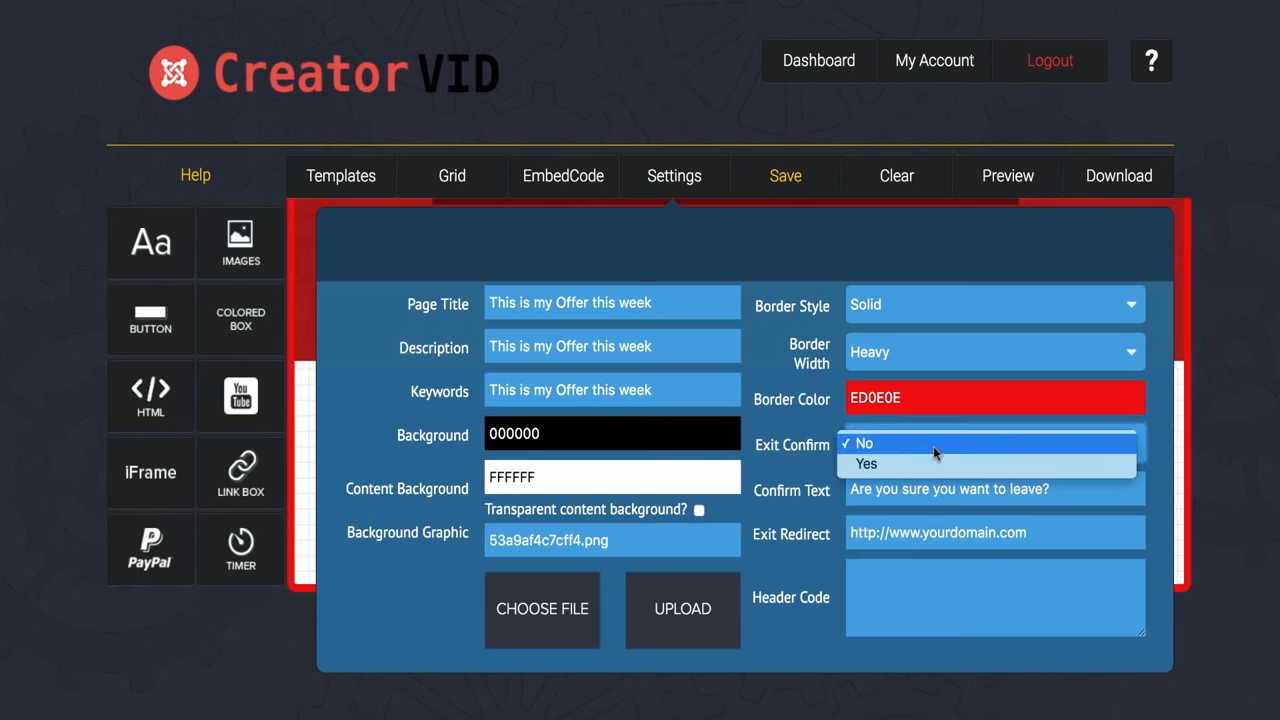 Creator VID
Dashboard
My Account
Logout
?
Help
Templates
Grid
EmbedCode
Settings
Save
Clear
Preview
Download
Aa
IMAGES
BUTTON
COLORED
BOX
</>
HTML
You
Tube
iFrame
LINK BOX
PayPal
TIMER
Page Title
This is my Offer this week
Description
This is my Offer this week
Keywords
This is my Offer this week
Background
000000
Content Background
FFFFFF
Transparent content background?
Background Graphic
53a9af4c7cff4.png
CHOOSE FILE
UPLOAD
Border Style
Solid
Border
Width
Heavy
Border Color
ED0E0E
Exit Confirm
✓ No
Yes
Confirm Text
Are you sure you want to leave?
Exit Redirect
http://www.yourdomain.com
Header Code